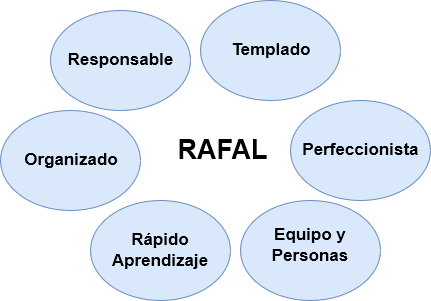 Templado
Responsable
RAFAL
Perfeccionista
Organizado
Equipo y
Personas
Rápido
Aprendizaje